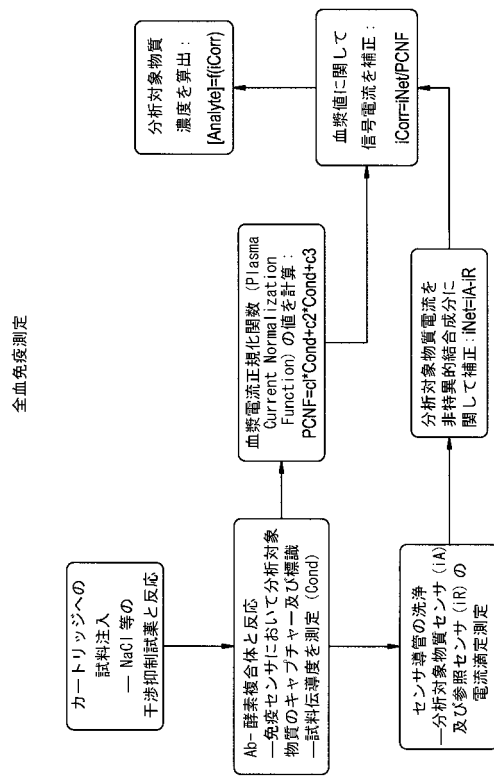 全血免疫測定
カートリッジへの
試料注入
— NaCl 等の
干渉抑制試薬と反応
Ab-酵素複合体と反応
—免疫センサにおいて分析対象
物質のキャプチャー及び標識
—試料伝導度を測定 (Cond)
センサ導管の洗浄
—分析対象物質センサ (iA)
及び参照センサ (iR) の
電流滴定測定
血漿電流正規化関数 (Plasma
Current Normalization
Function) の値を計算:
PCNF=cl*Cond+c2*Cond+c3
分析対象物質電流を
非特異的結合成分に
関して補正:iNet=iA-iR
血漿値に関して
信号電流を補正:
iCorr=iNet/PCNF
分析対象物質
濃度を算出:
[Analyte]=f(iCorr)